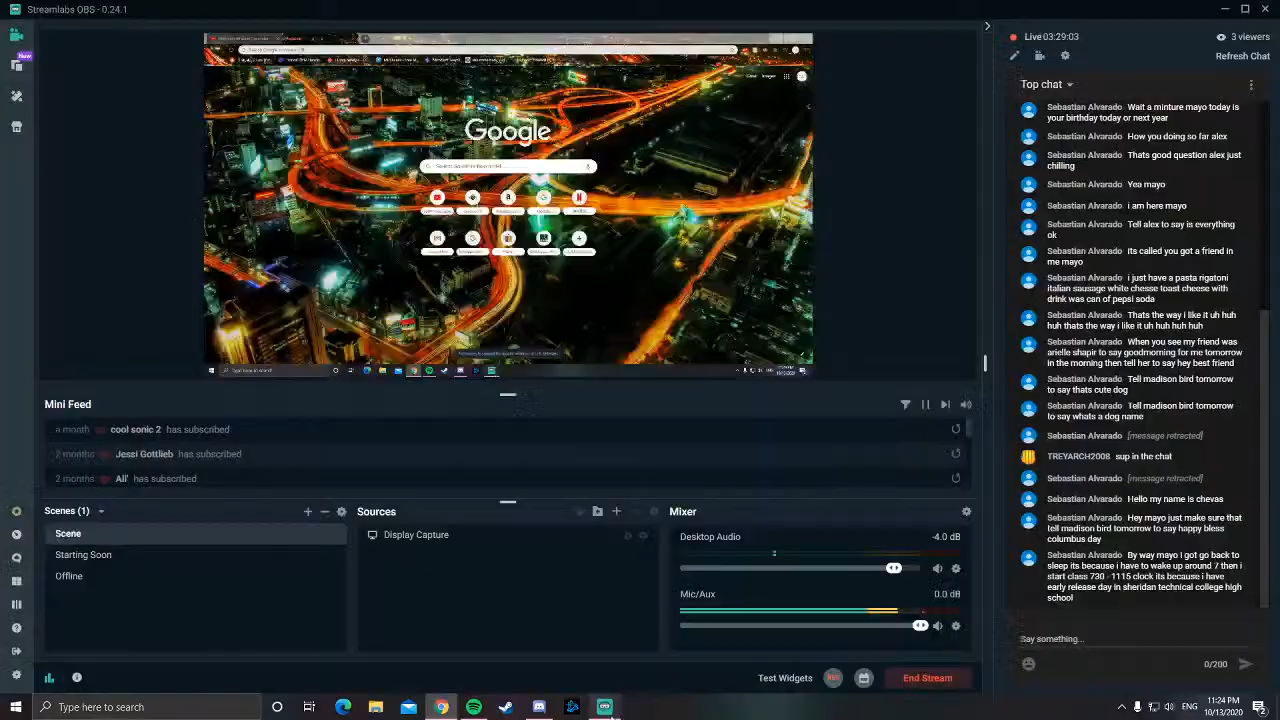 Streamlabs OBS - 0.24.1
Live 03:29:03
3 viewers
Refresh Chat
Top chat
Google
Sebastian Alvarado Wait a minture mayo today is
your birthday today or next year
Sebastian Alvarado How you doing so far alex
chilling
Sebastian Alvarado Yea mayo
Sebastian Alvarado i am here mayo
Sebastian Alvarado Tell alex to say is everything
ok
Sebastian Alvarado Its called you got a friend in
me mayo
Sebastian Alvarado i just have a pasta rigatoni
italian sausage white cheese toast cheese with
drink was can of pepsi soda
Sebastian Alvarado Thats the way i like it uh huh
huh thats the way i like it uh huh huh huh
Sebastian Alvarado When you see my friend was
arielle shapir to say goodmorning for me tomorrow
in the morning then you tell her to say hey best friend
Sebastian Alvarado Tell madison bird tomorrow
to say thats cute dog
Sebastian Alvarado Tell madison bird tomorrow
to say whats a dog name
Sebastian Alvarado [message retracted]
TREYARCH2008 sup in the chat
Sebastian Alvarado [message retracted]
Sebastian Alvarado Hello my name is chevas
Sebastian Alvarado Hey mayo just make sure that
tell madison bird tomorrow to say happy bless
columbus day
Sebastian Alvarado By way mayo I got go back to
sleep its because i have to wake up around 7 then i
start class 730 - 1115 clock its because i have
early release day in sheridan technical college high
school
Say something...
0/200
Mini Feed
a month cool sonic 2 has subscribed
2 months Jessi Gottlieb has subscribed
2 months Ali' has subscribed
Scenes (1)
Scene
Starting Soon
Offline
Sources
Display Capture
Mixer
Desktop Audio -4.0 dB
Mic/Aux 0.0 dB
Test Widgets
REC
End Stream
Type here to search
ENG
11:24 PM
10/13/2020